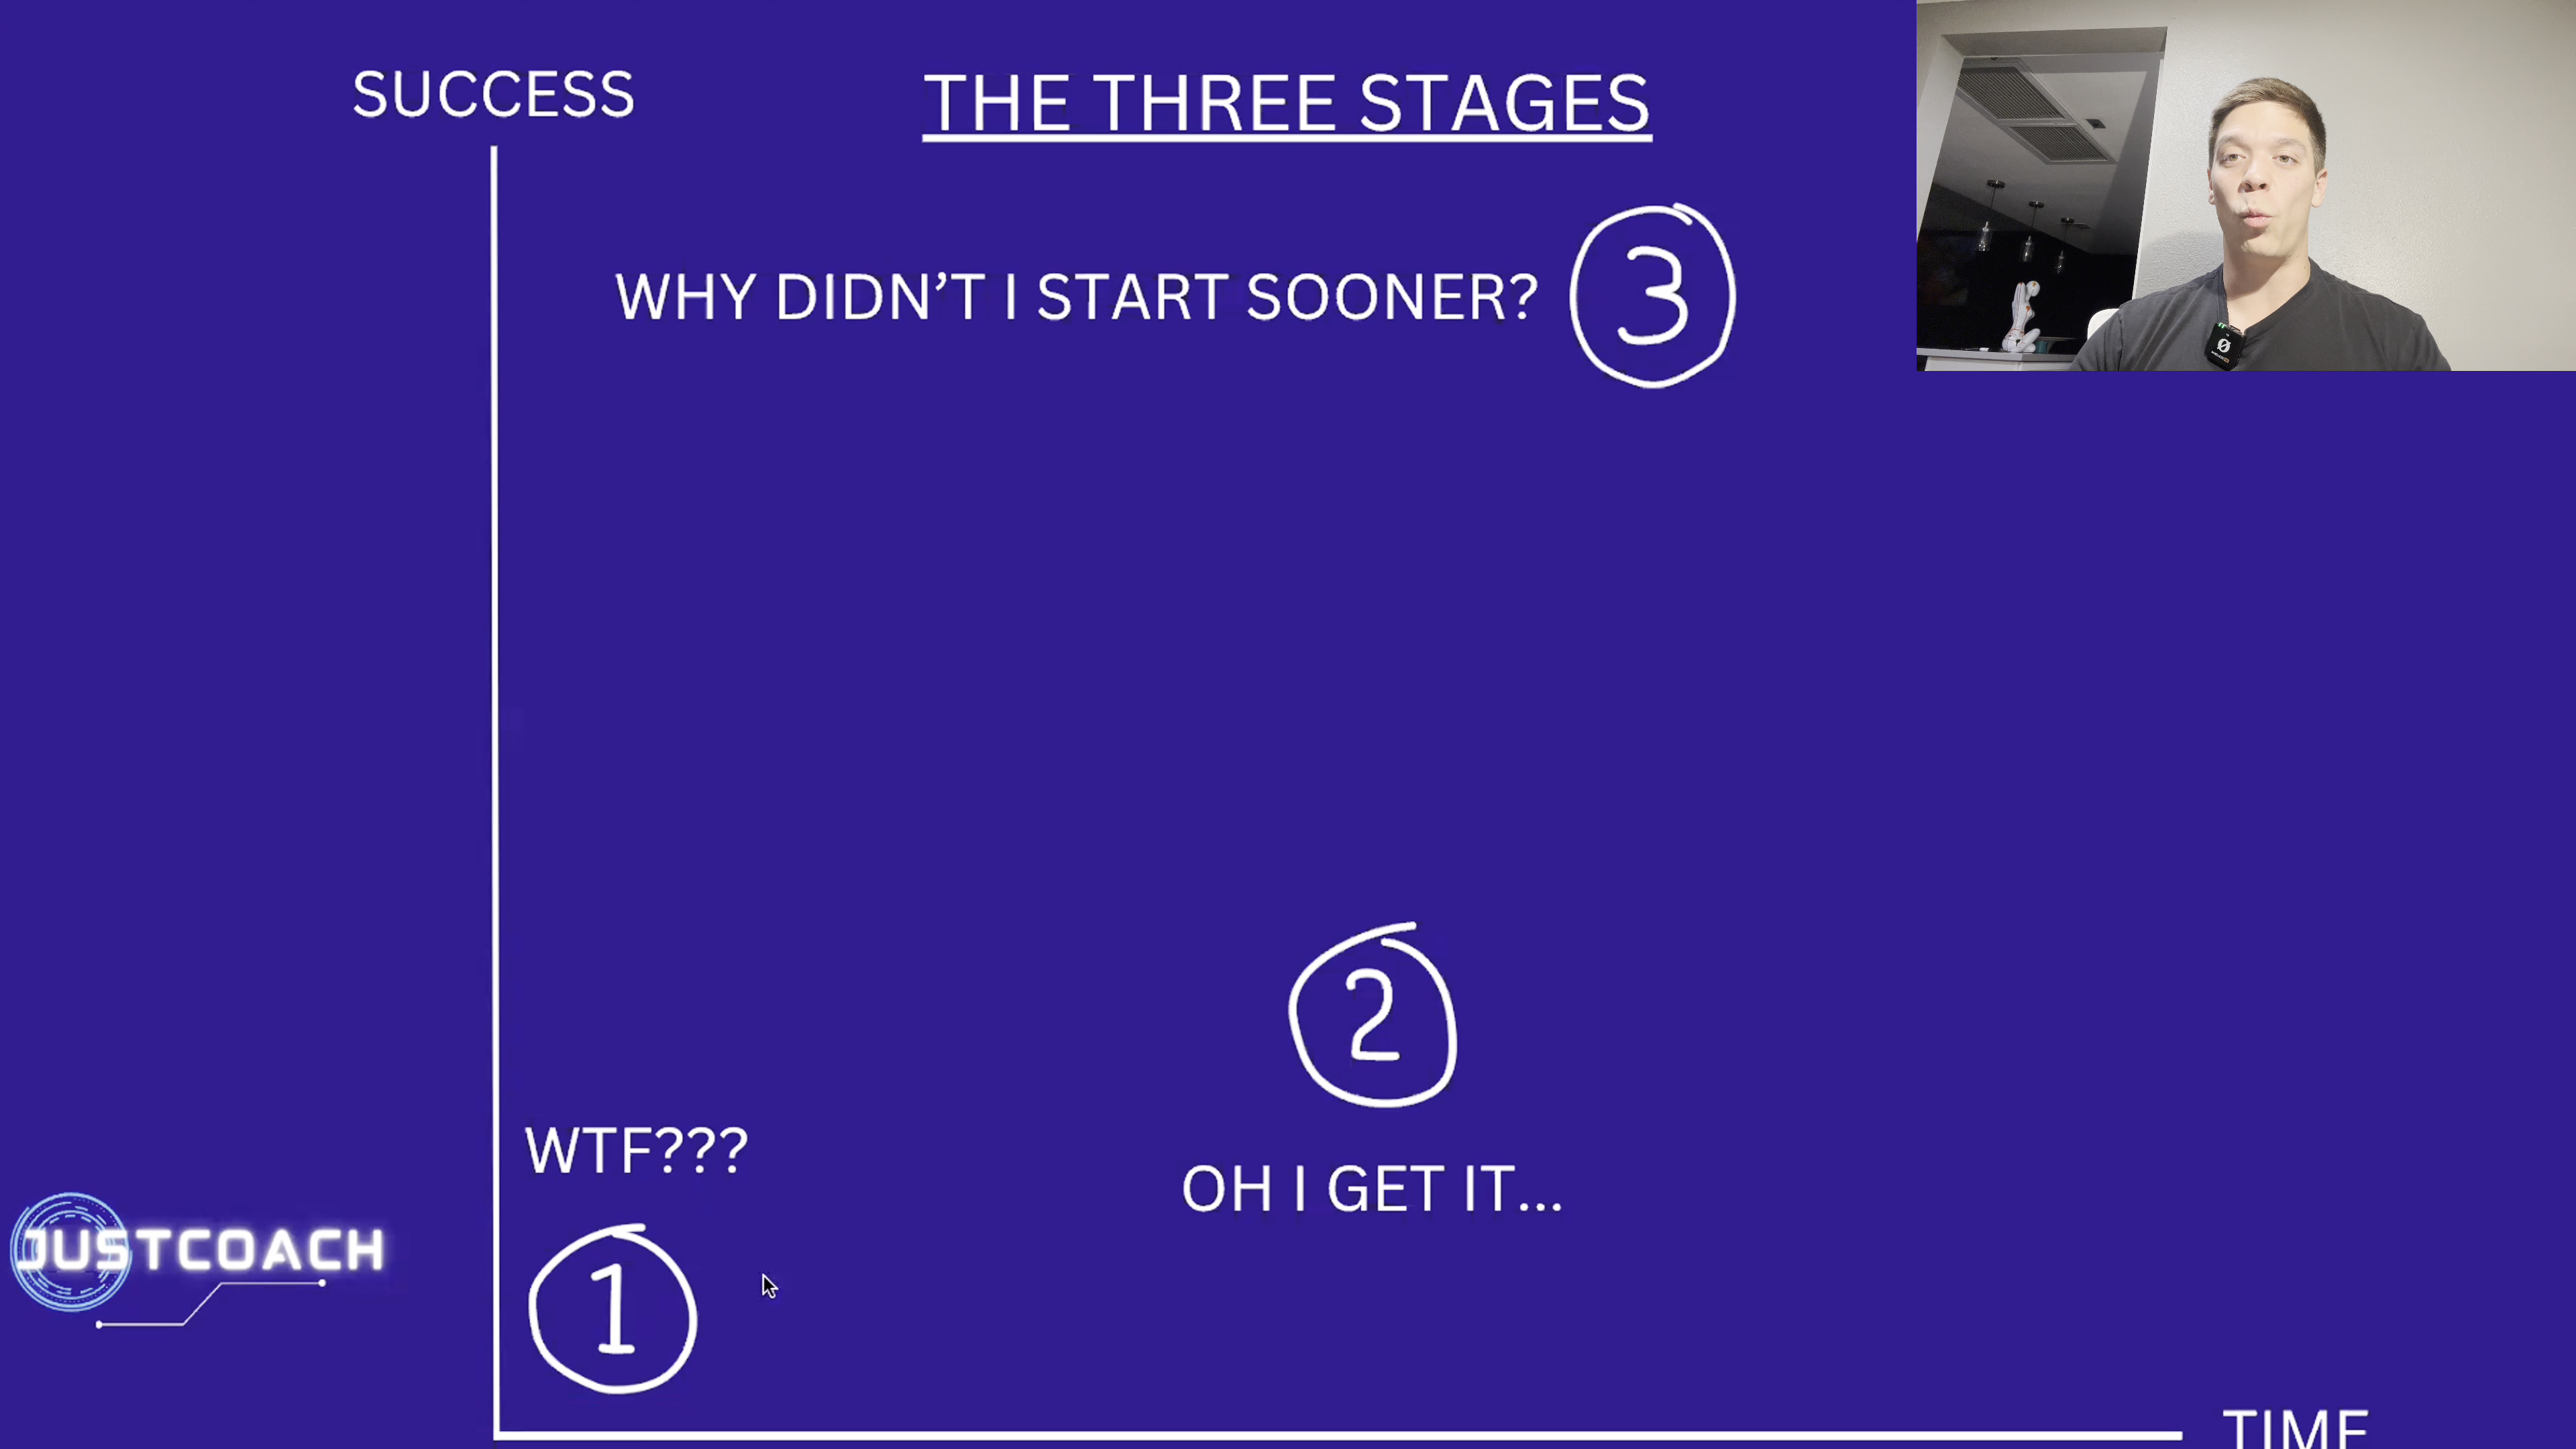 SUCCESS
THE THREE STAGES
WHY DIDN’T I START SOONER?
3
2
WTF???
OH I GET IT...
JUSTCOACH
1
TIME